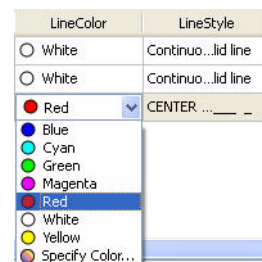 LineColor LineStyle
White Continuo...lid line
White Continuo...lid line
Red CENTER ...___ _
Blue
Cyan
Green
Magenta
Red
White
Yellow
Specify Color...